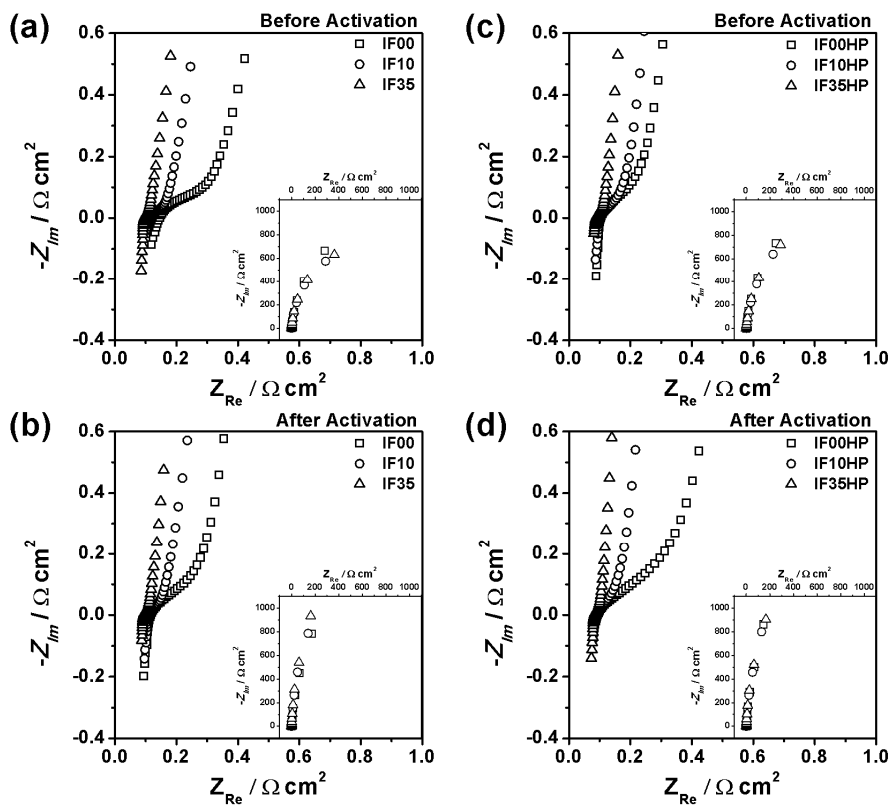 (a)
Before Activation
IF00
IF10
IF35
0.6
0.4
0.2
0.0
-0.2
-0.4
-Z_Im / Ω cm²
0.0 0.2 0.4 0.6 0.8 1.0
Z_Re / Ω cm²
Z_Re / Ω cm²
0 200 400 600 800 1000
1000
800
600
400
200
0
-Z_Im / Ω cm²
(c)
Before Activation
IF00HP
IF10HP
IF35HP
0.6
0.4
0.2
0.0
-0.2
-0.4
-Z_Im / Ω cm²
0.0 0.2 0.4 0.6 0.8 1.0
Z_Re / Ω cm²
Z_Re / Ω cm²
0 200 400 600 800 1000
1000
800
600
400
200
0
-Z_Im / Ω cm²
(b)
After Activation
IF00
IF10
IF35
0.6
0.4
0.2
0.0
-0.2
-0.4
-Z_Im / Ω cm²
0.0 0.2 0.4 0.6 0.8 1.0
Z_Re / Ω cm²
Z_Re / Ω cm²
0 200 400 600 800 1000
1000
800
600
400
200
0
-Z_Im / Ω cm²
(d)
After Activation
IF00HP
IF10HP
IF35HP
0.6
0.4
0.2
0.0
-0.2
-0.4
-Z_Im / Ω cm²
0.0 0.2 0.4 0.6 0.8 1.0
Z_Re / Ω cm²
Z_Re / Ω cm²
0 200 400 600 800 1000
1000
800
600
400
200
0
-Z_Im / Ω cm²